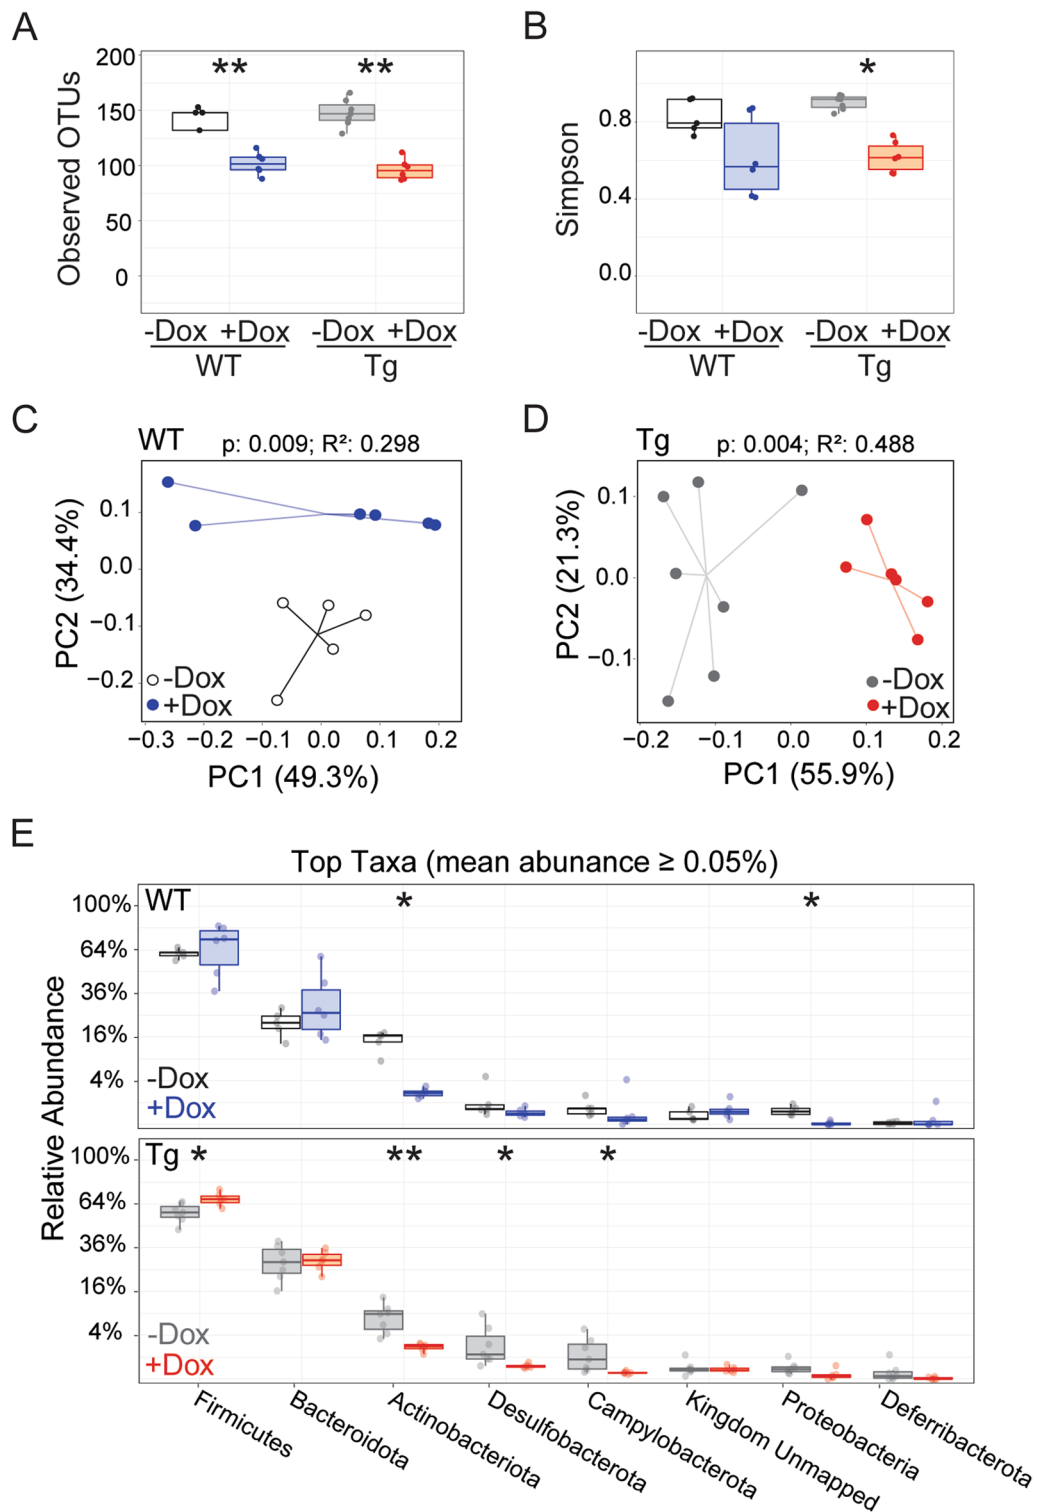 A
B
200
150
100
50
0
Observed OTUs
** **
-Dox +Dox -Dox +Dox
WT Tg
0.8
0.4
0.0
Simpson
*
-Dox +Dox -Dox +Dox
WT Tg
C
WT p: 0.009; R²: 0.298
0.1
0.0
−0.1
−0.2
PC2 (34.4%)
-Dox
+Dox
−0.3 −0.2 −0.1 0.0 0.1 0.2
PC1 (49.3%)
D
Tg p: 0.004; R²: 0.488
0.1
0.0
−0.1
PC2 (21.3%)
-Dox
+Dox
−0.2 −0.1 0.0 0.1 0.2
PC1 (55.9%)
E
Top Taxa (mean abunance ≥ 0.05%)
Relative Abundance
WT * *
100%
64%
36%
16%
4%
-Dox
+Dox
Tg * ** * *
100%
64%
36%
16%
4%
-Dox
+Dox
Firmicutes
Bacteroidota
Actinobacteriota
Desulfobacterota
Campylobacterota
Kingdom Unmapped
Proteobacteria
Deferribacterota